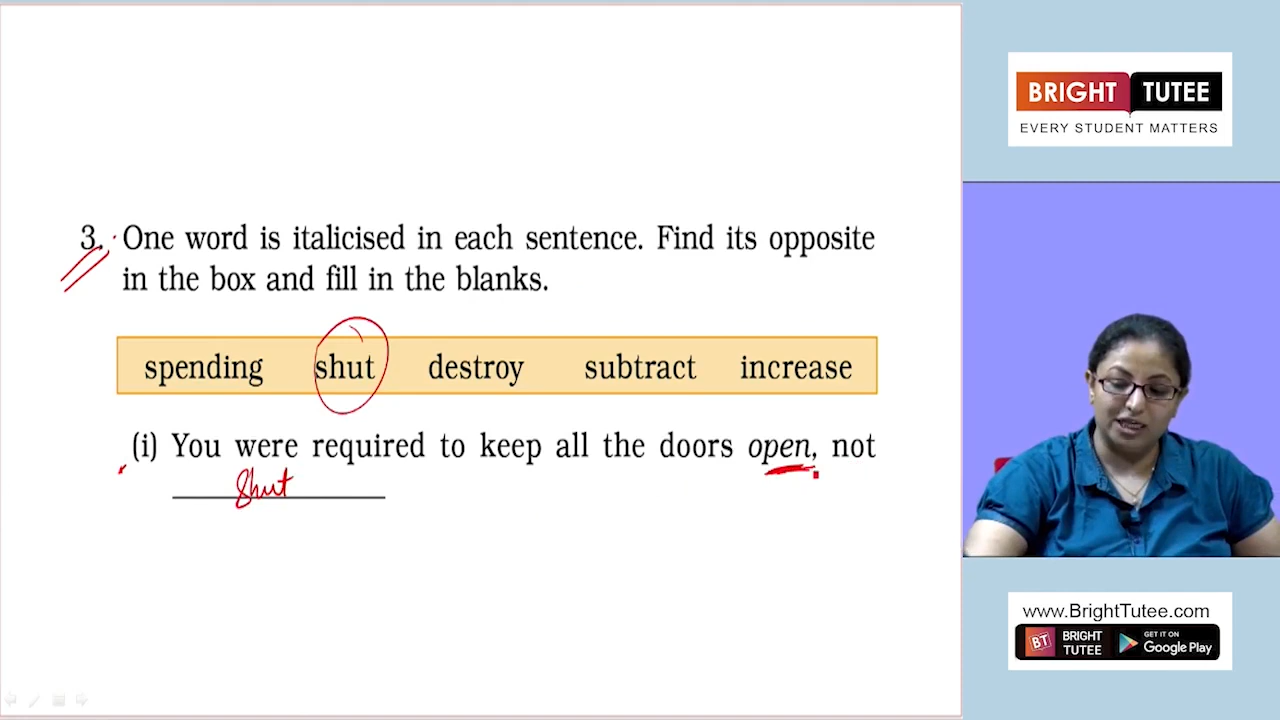 3. One word is italicised in each sentence. Find its opposite
in the box and fill in the blanks.
spending shut destroy subtract increase
(i) You were required to keep all the doors open, not
Shut
BRIGHT TUTEE
EVERY STUDENT MATTERS
www.BrightTutee.com
BT BRIGHT TUTEE
GET IT ON
Google Play